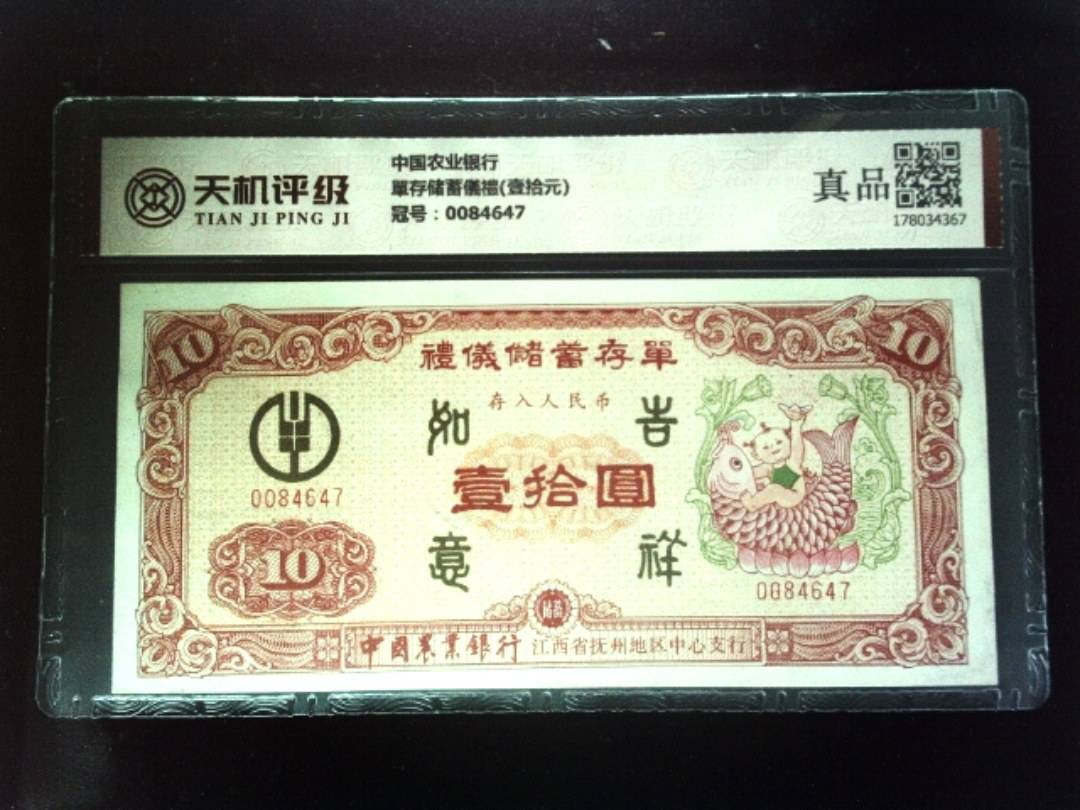 天机评级
TIAN JI PING JI
中国农业银行
單存储蓄儀禮(壹拾元)
冠号：0084647
真品
178034367
10
10
禮儀儲蓄存單
存入人民币
如
吉
壹拾圓
0084647
意
祥
10
0084647
中國農業銀行 江西省抚州地区中心支行